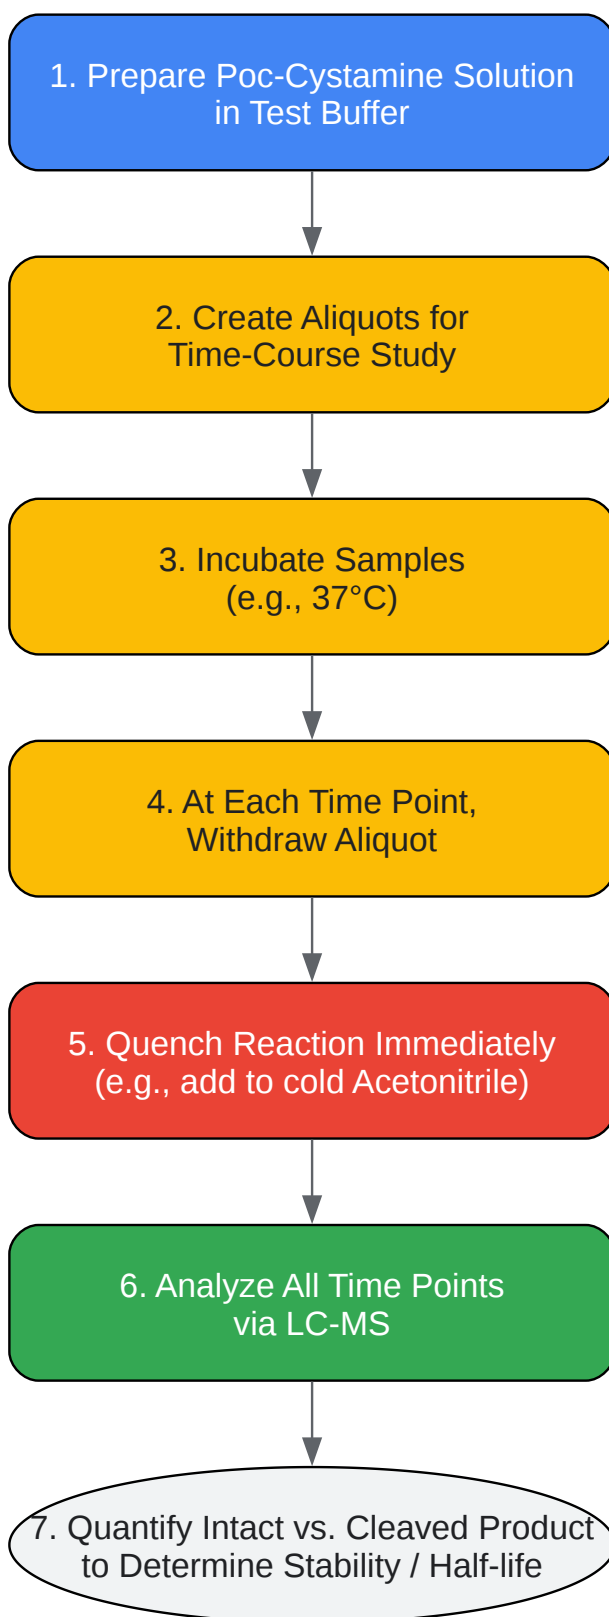 1. Prepare Poc-Cystamine Solution
in Test Buffer
2. Create Aliquots for
Time-Course Study
3. Incubate Samples
(e.g., 37°C)
4. At Each Time Point,
Withdraw Aliquot
5. Quench Reaction Immediately
(e.g., add to cold Acetonitrile)
6. Analyze All Time Points
via LC-MS
7. Quantify Intact vs. Cleaved Product
to Determine Stability / Half-life